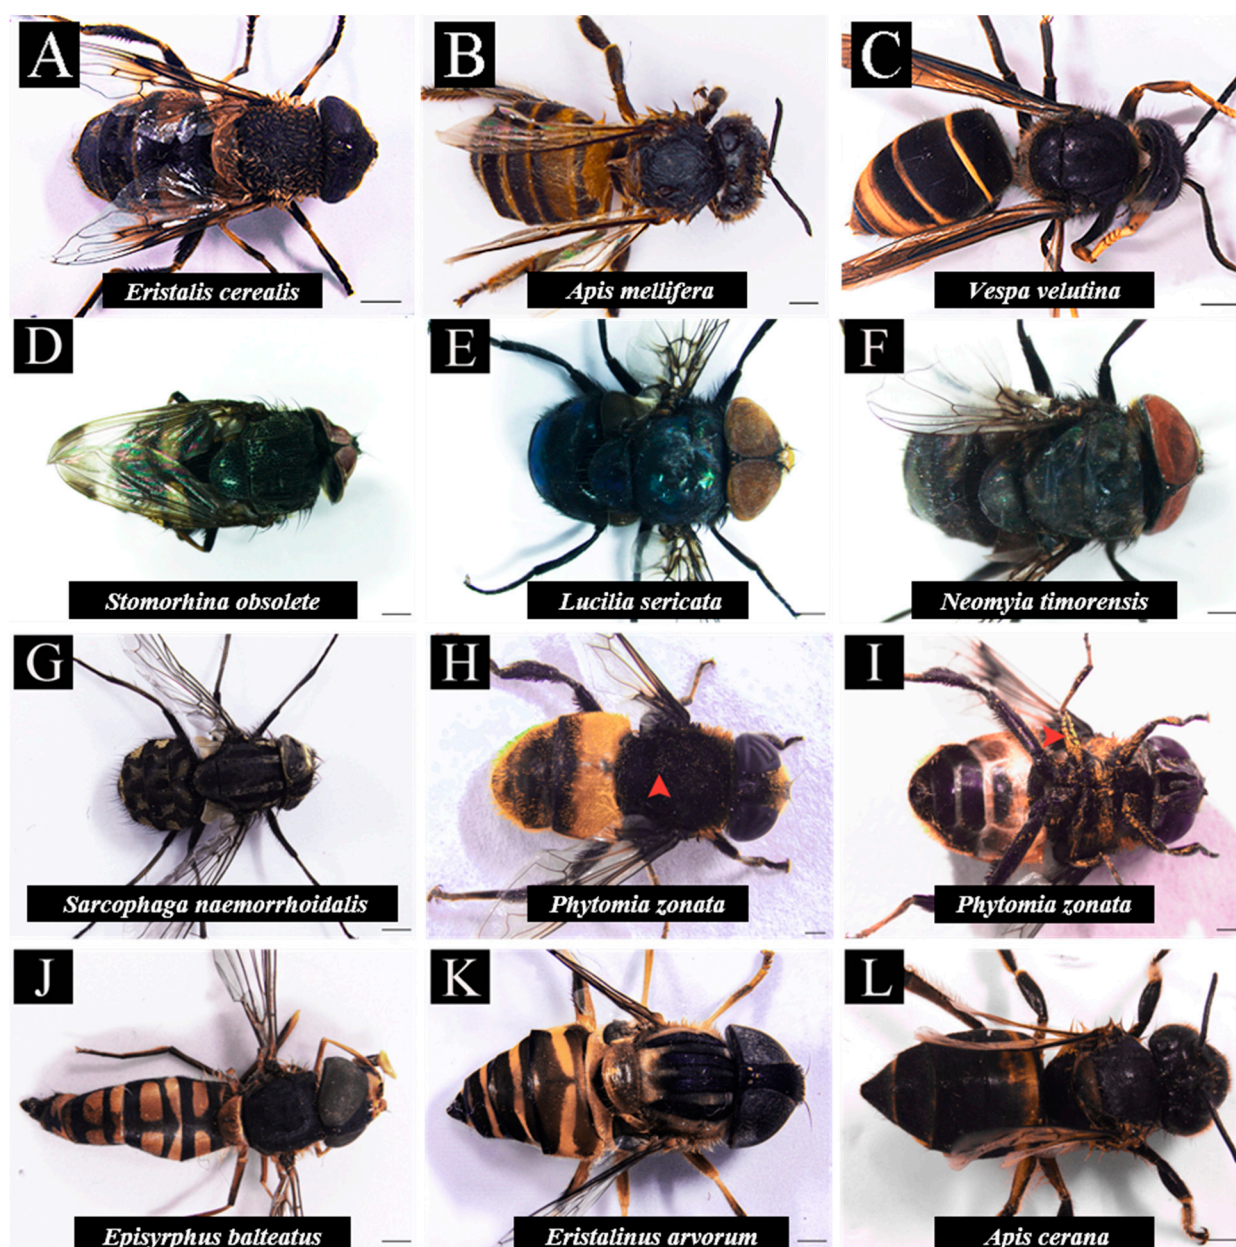 A
B
C
Eristalis cerealis
Apis mellifera
Vespa velutina
D
E
F
Stomorhina obsolete
Lucilia sericata
Neomyia timorensis
G
H
I
Sarcophaga naemorrhoidalis
Phytomia zonata
Phytomia zonata
J
K
L
Episyrphus balteatus
Eristalinus arvorum
Apis cerana